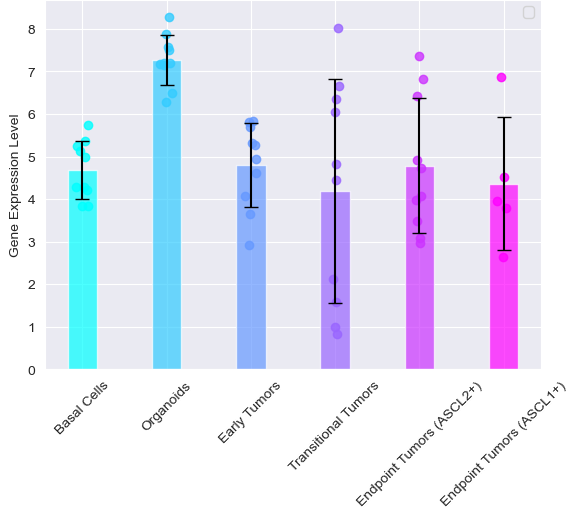 Gene Expression Level
8
7
6
5
4
3
2
1
0
Basal Cells
Organoids
Early Tumors
Transitional Tumors
Endpoint Tumors (ASCL2+)
Endpoint Tumors (ASCL1+)